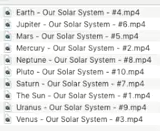 Earth - Our Solar System - #4.mp4
Jupiter - Our Solar System - #6.mp4
Mars - Our Solar System - #5.mp4
Mercury - Our Solar System - #2.mp4
Neptune - Our Solar System - #8.mp4
Pluto - Our Solar System - #10.mp4
Saturn - Our Solar System - #7.mp4
The Sun - Our Solar System - #1.mp4
Uranus - Our Solar System - #9.mp4
Venus - Our Solar System - #3.mp4